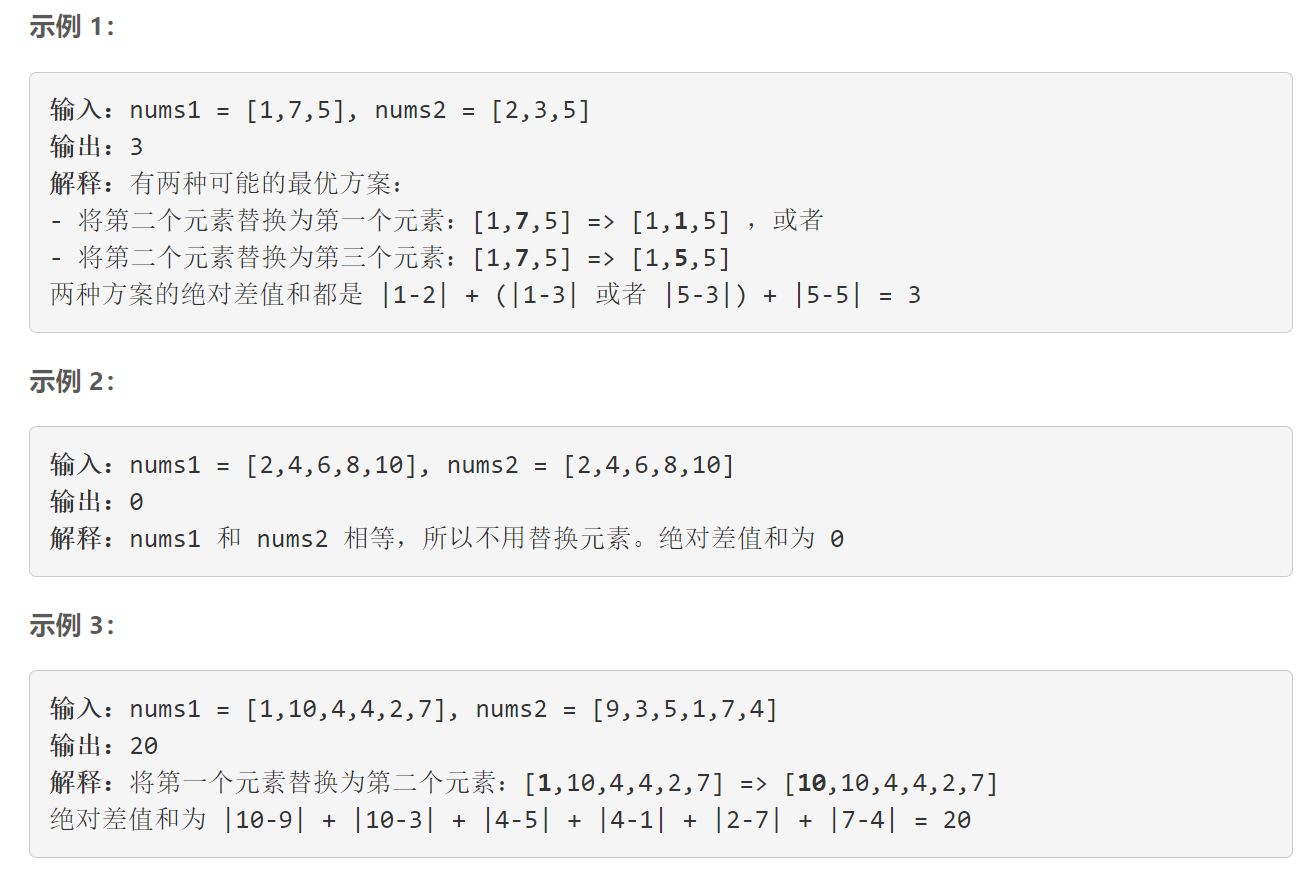 示例 1：
输入：nums1 = [1,7,5], nums2 = [2,3,5]
输出：3
解释：有两种可能的最优方案：
- 将第二个元素替换为第一个元素：[1,7,5] => [1,1,5] ，或者
- 将第二个元素替换为第三个元素：[1,7,5] => [1,5,5]
两种方案的绝对差值和都是 |1-2| + (|1-3| 或者 |5-3|) + |5-5| = 3
示例 2：
输入：nums1 = [2,4,6,8,10], nums2 = [2,4,6,8,10]
输出：0
解释：nums1 和 nums2 相等，所以不用替换元素。绝对差值和为 0
示例 3：
输入：nums1 = [1,10,4,4,2,7], nums2 = [9,3,5,1,7,4]
输出：20
解释：将第一个元素替换为第二个元素：[1,10,4,4,2,7] => [10,10,4,4,2,7]
绝对差值和为 |10-9| + |10-3| + |4-5| + |4-1| + |2-7| + |7-4| = 20